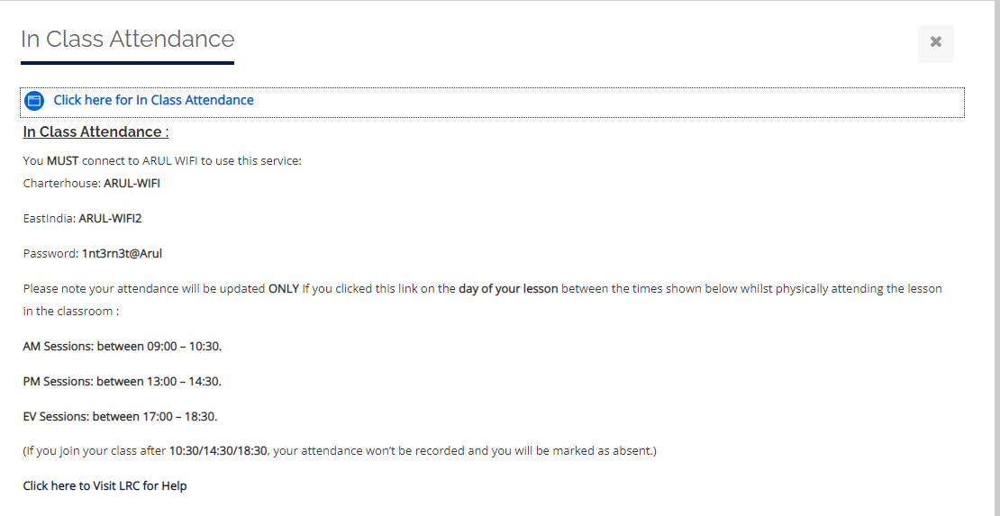 In Class Attendance
Click here for In Class Attendance
In Class Attendance :
You MUST connect to ARUL WIFI to use this service:
Charterhouse: ARUL-WIFI
EastIndia: ARUL-WIFI2
Password: 1nt3rn3t@Arul
Please note your attendance will be updated ONLY If you clicked this link on the day of your lesson between the times shown below whilst physically attending the lesson
in the classroom :
AM Sessions: between 09:00 – 10:30.
PM Sessions: between 13:00 – 14:30.
EV Sessions: between 17:00 – 18:30.
(If you join your class after 10:30/14:30/18:30, your attendance won't be recorded and you will be marked as absent.)
Click here to Visit LRC for Help